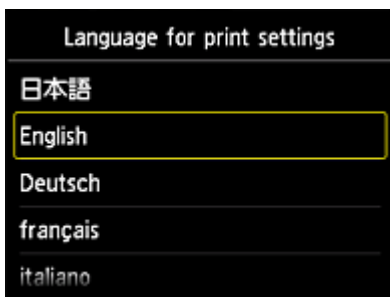 Language for print settings
日本語
English
Deutsch
français
italiano